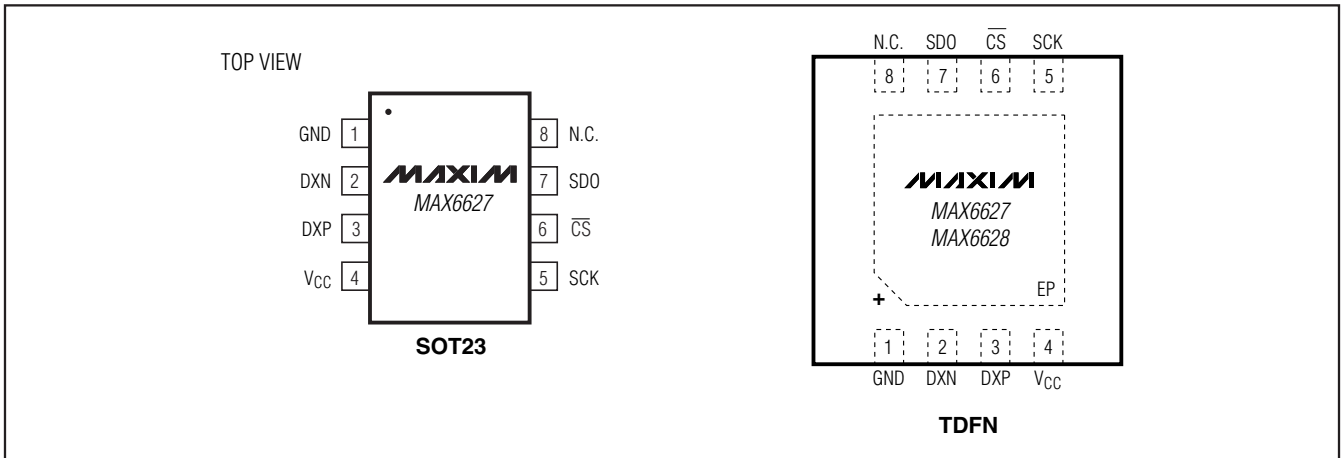 TOP VIEW
GND 1
DXN 2
DXP 3
VCC 4
MAXIM
MAX6627
8 N.C.
7 SDO
6 C̅S̅
5 SCK
SOT23
N.C. SDO C̅S̅ SCK
8 7 6 5
MAXIM
MAX6627
MAX6628
EP
+
1 2 3 4
GND DXN DXP VCC
TDFN